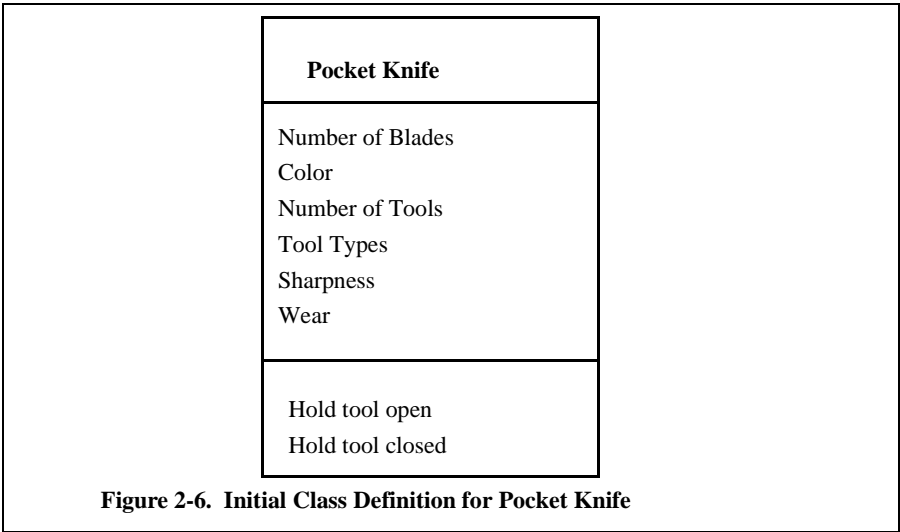 Pocket Knife
Number of Blades
Color
Number of Tools
Tool Types
Sharpness
Wear
Hold tool open
Hold tool closed
Figure 2-6. Initial Class Definition for Pocket Knife